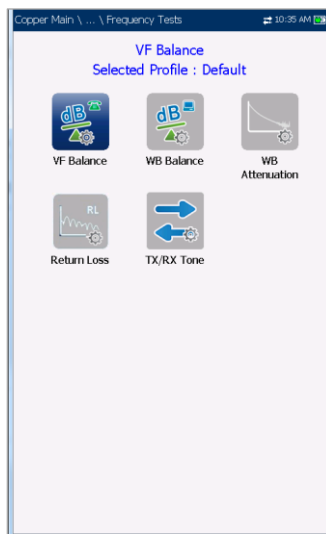 Copper Main \ ... \ Frequency Tests 10:35 AM
VF Balance
Selected Profile : Default
dB dB
VF Balance WB Balance WB
Attenuation
RL
Return Loss TX/RX Tone